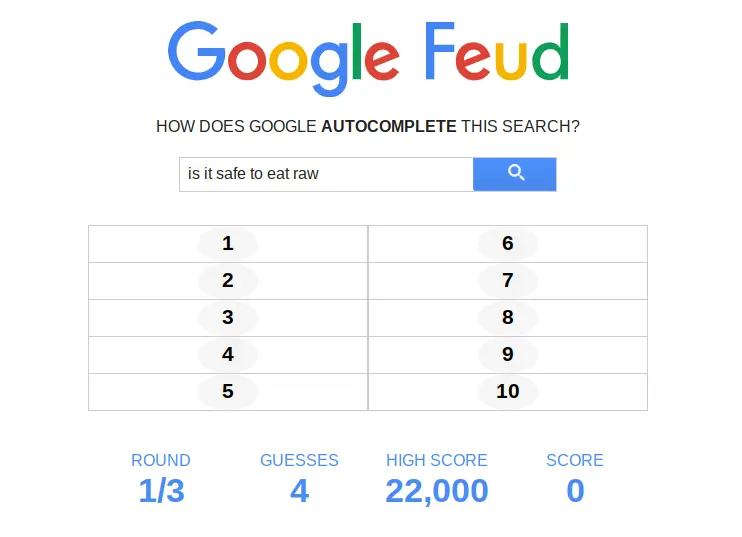 Google Feud
HOW DOES GOOGLE AUTOCOMPLETE THIS SEARCH?
is it safe to eat raw
1 6
2 7
3 8
4 9
5 10
ROUND GUESSES HIGH SCORE SCORE
1/3 4 22,000 0